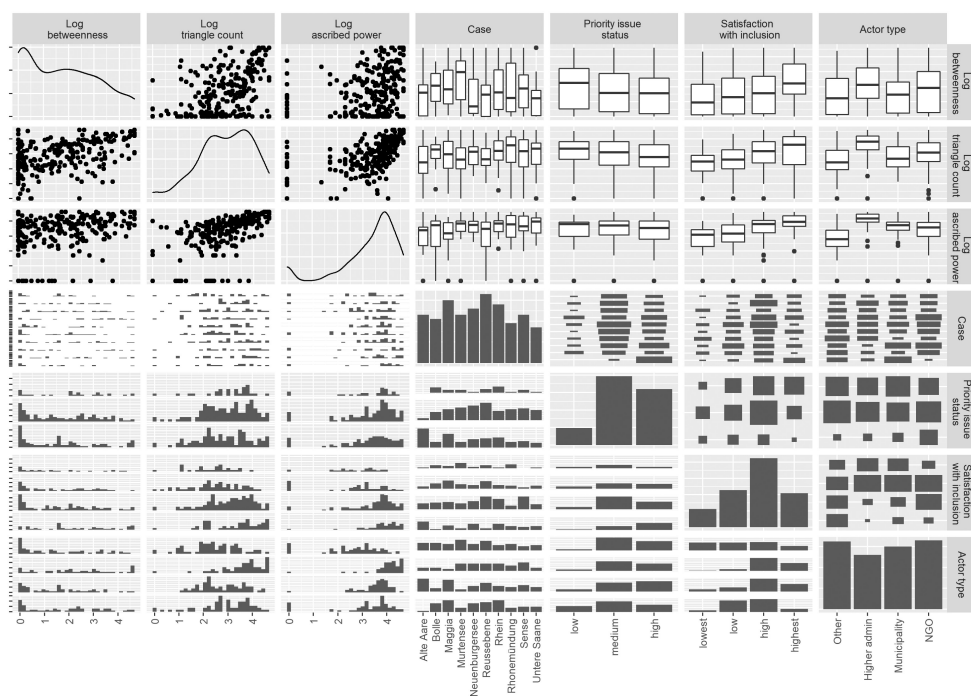 Log
betweenness
Log
triangle count
Log
ascribed power
Case
Priority issue
status
Satisfaction
with inclusion
Actor type
Log
betweenness
Log
triangle count
Log
ascribed power
Case
Priority issue
status
Satisfaction
with inclusion
Actor type
0 1 2 3 4
0 1 2 3 4
0 1 2 3 4
Alte Aare
Bolle
Maggia
Murtensee
Neuenburgersee
Reussebene
Rhein
Rhonemündung
Sense
Untere Saane
low
medium
high
lowest
low
high
highest
Other
Higher admin
Municipality
NGO